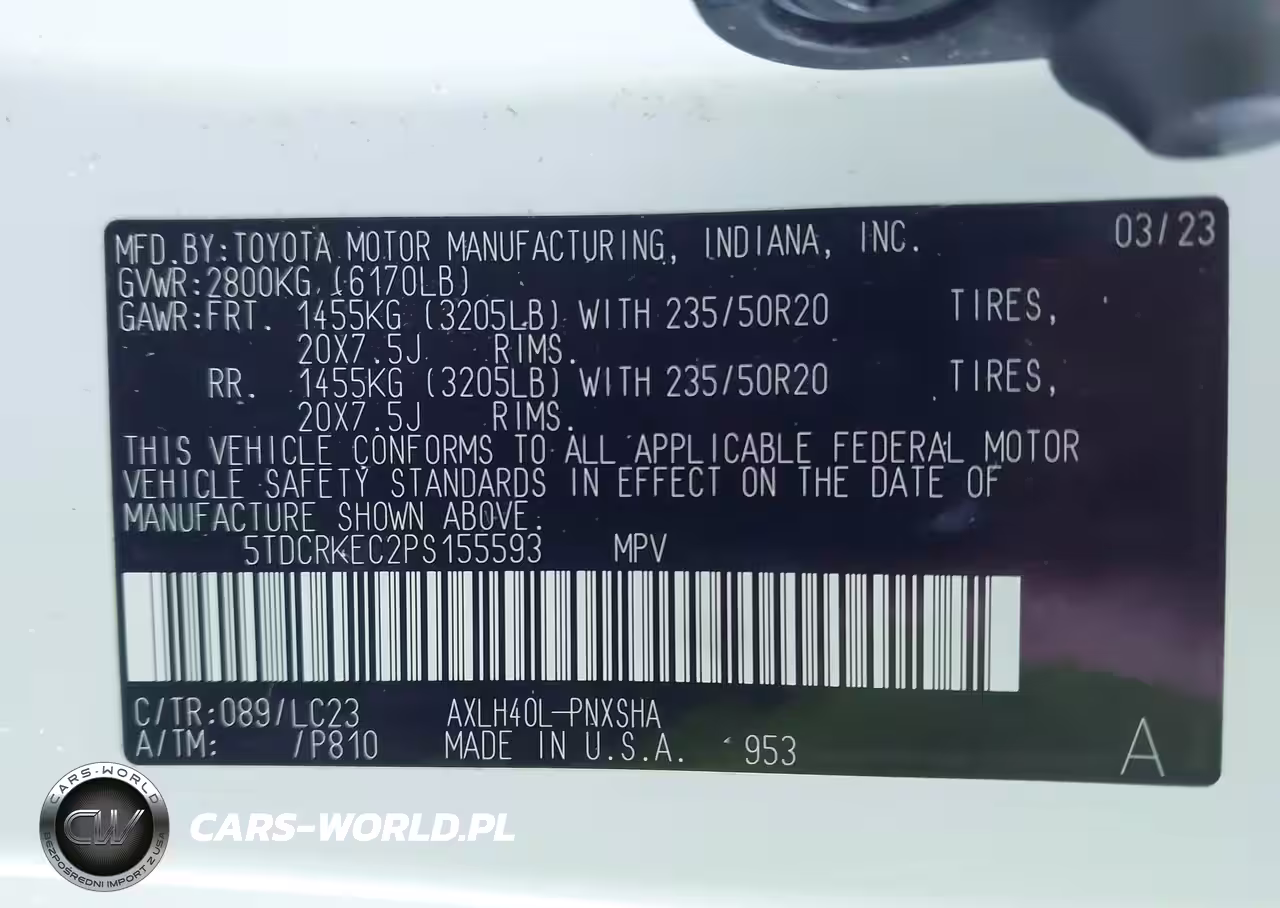 MFD.BY:TOYOTA MOTOR MANUFACTURING, INDIANA, INC. 03/23
GVWR:2800KG (6170LB)
GAWR:FRT. 1455KG (3205LB) WITH 235/50R20 TIRES,
20X7.5J RIMS.
RR. 1455KG (3205LB) WITH 235/50R20 TIRES,
20X7.5J RIMS.
THIS VEHICLE CONFORMS TO ALL APPLICABLE FEDERAL MOTOR
VEHICLE SAFETY STANDARDS IN EFFECT ON THE DATE OF
MANUFACTURE SHOWN ABOVE.
5TDCRKEC2PS155593 MPV
C/TR:089/LC23 AXLH40L-PNXSHA
A/TM: /P810 MADE IN U.S.A. 953 A
CARS-WORLD
CW
BEZPOŚREDNI IMPORT Z USA
CARS-WORLD.PL